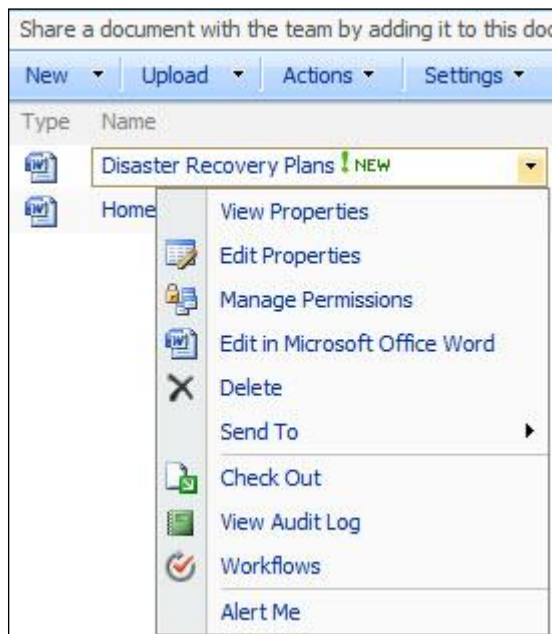 Share a document with the team by adding it to this doc
New Upload Actions Settings
Type Name
Disaster Recovery Plans ! NEW
Home
View Properties
Edit Properties
Manage Permissions
Edit in Microsoft Office Word
Delete
Send To
Check Out
View Audit Log
Workflows
Alert Me